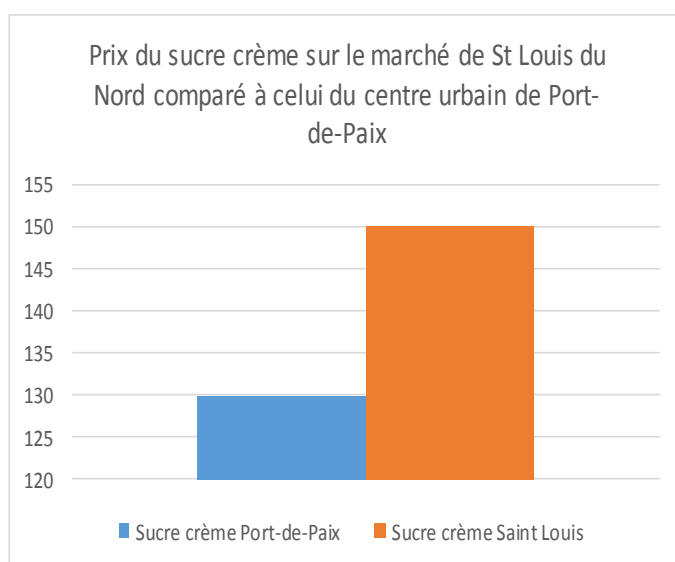 Prix du sucre crème sur le marché de St Louis du
Nord comparé à celui du centre urbain de Port-
de-Paix
155
150
145
140
135
130
125
120
Sucre crème Port-de-Paix
Sucre crème Saint Louis